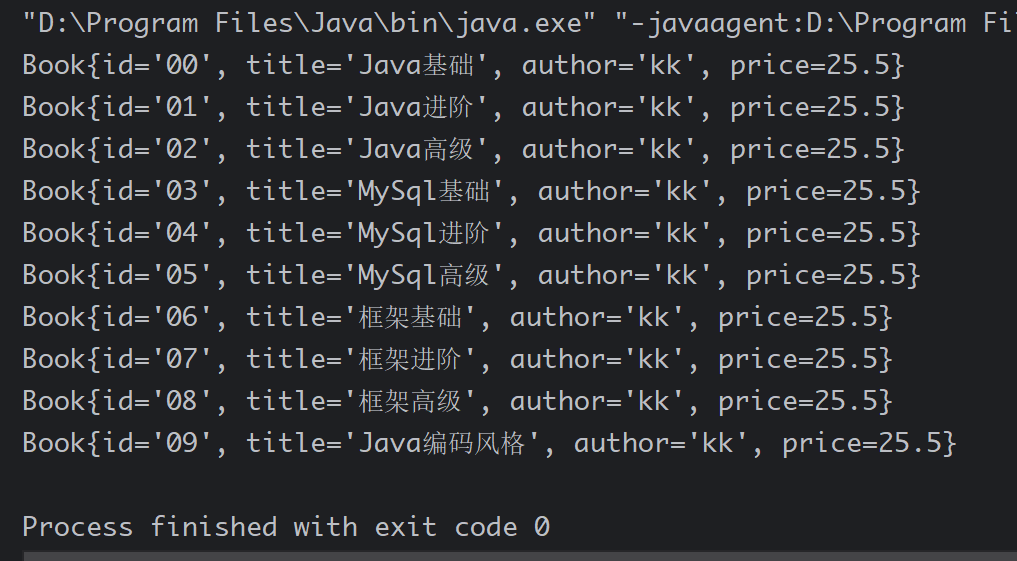 "D:\Program Files\Java\bin\java.exe" "-javaagent:D:\Program Fi
Book{id='00', title='Java基础', author='kk', price=25.5}
Book{id='01', title='Java进阶', author='kk', price=25.5}
Book{id='02', title='Java高级', author='kk', price=25.5}
Book{id='03', title='MySql基础', author='kk', price=25.5}
Book{id='04', title='MySql进阶', author='kk', price=25.5}
Book{id='05', title='MySql高级', author='kk', price=25.5}
Book{id='06', title='框架基础', author='kk', price=25.5}
Book{id='07', title='框架进阶', author='kk', price=25.5}
Book{id='08', title='框架高级', author='kk', price=25.5}
Book{id='09', title='Java编码风格', author='kk', price=25.5}
Process finished with exit code 0